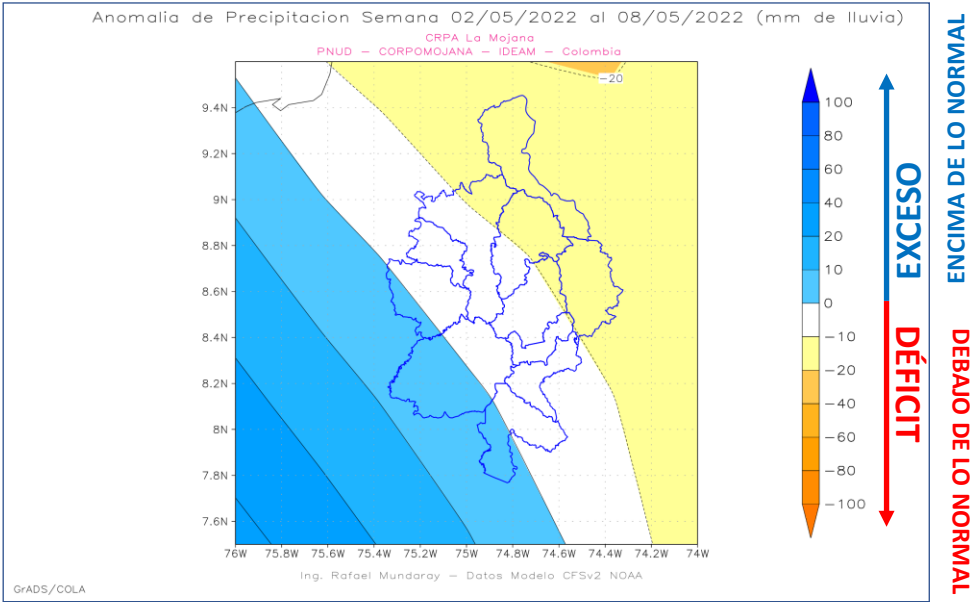 Anomalia de Precipitacion Semana 02/05/2022 al 08/05/2022 (mm de lluvia)
CRPA La Mojana
PNUD – CORPOMOJANA – IDEAM – Colombia
−20
9.4N
9.2N
9N
8.8N
8.6N
8.4N
8.2N
8N
7.8N
7.6N
76W 75.8W 75.6W 75.4W 75.2W 75W 74.8W 74.6W 74.4W 74.2W 74W
100
80
60
40
20
10
0
−10
−20
−40
−60
−80
−100
EXCESO
DÉFICIT
ENCIMA DE LO NORMAL
DEBAJO DE LO NORMAL
Ing. Rafael Mundaray – Datos Modelo CFSv2 NOAA
GrADS/COLA